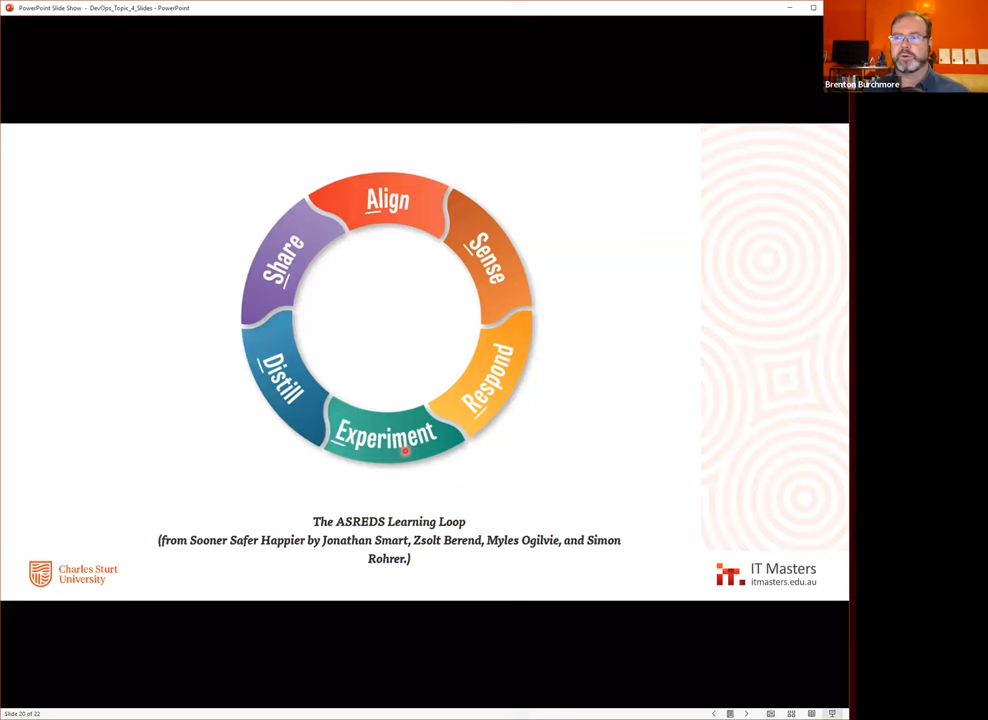 PowerPoint Slide Show - DevOps_Topic_4_Slides - PowerPoint
Brenton Burchmore
Align
Sense
Respond
Experiment
Distill
Share
The ASREDS Learning Loop
(from Sooner Safer Happier by Jonathan Smart, Zsolt Berend, Myles Ogilvie, and Simon
Rohrer.)
Charles Sturt
University
IT Masters
itmasters.edu.au
Slide 20 of 22